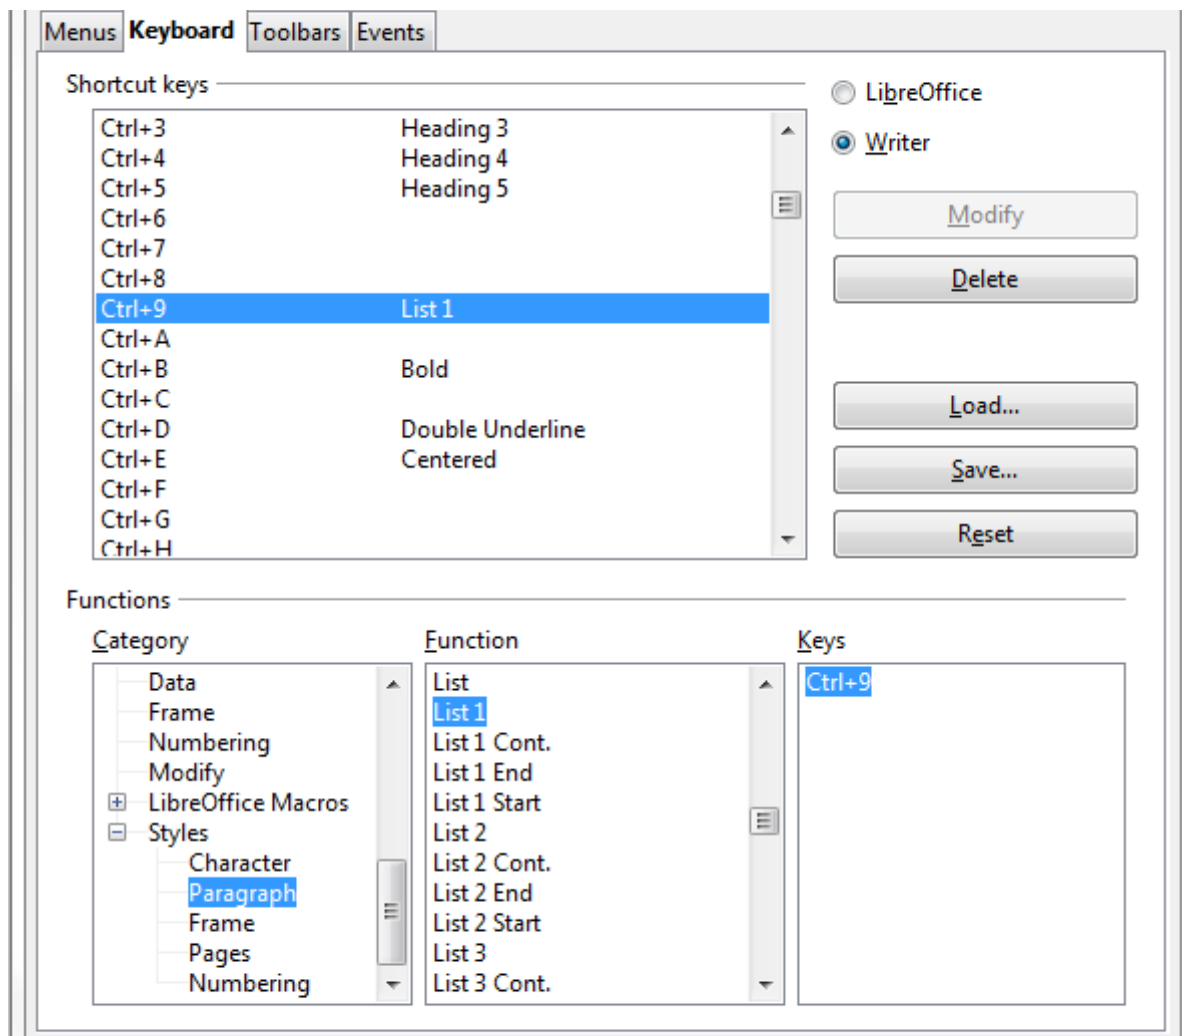 Menus Keyboard Toolbars Events
Shortcut keys
Ctrl+3 Heading 3
Ctrl+4 Heading 4
Ctrl+5 Heading 5
Ctrl+6
Ctrl+7
Ctrl+8
Ctrl+9 List 1
Ctrl+A
Ctrl+B Bold
Ctrl+C
Ctrl+D Double Underline
Ctrl+E Centered
Ctrl+F
Ctrl+G
Ctrl+H
LibreOffice
Writer
Modify
Delete
Load...
Save...
Reset
Functions
Category
Data
Frame
Numbering
Modify
LibreOffice Macros
Styles
Character
Paragraph
Frame
Pages
Numbering
Function
List
List 1
List 1 Cont.
List 1 End
List 1 Start
List 2
List 2 Cont.
List 2 End
List 2 Start
List 3
List 3 Cont.
Keys
Ctrl+9